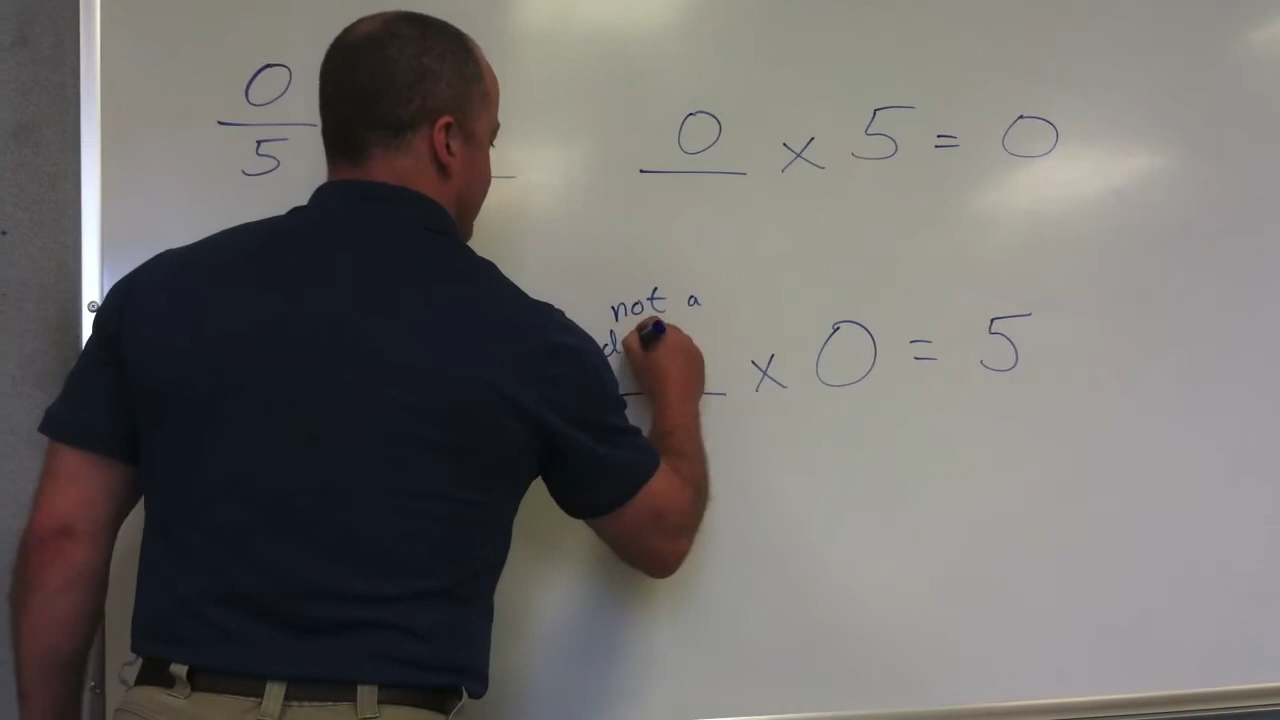 0
5
0 × 5 = 0
not a
× 0 = 5